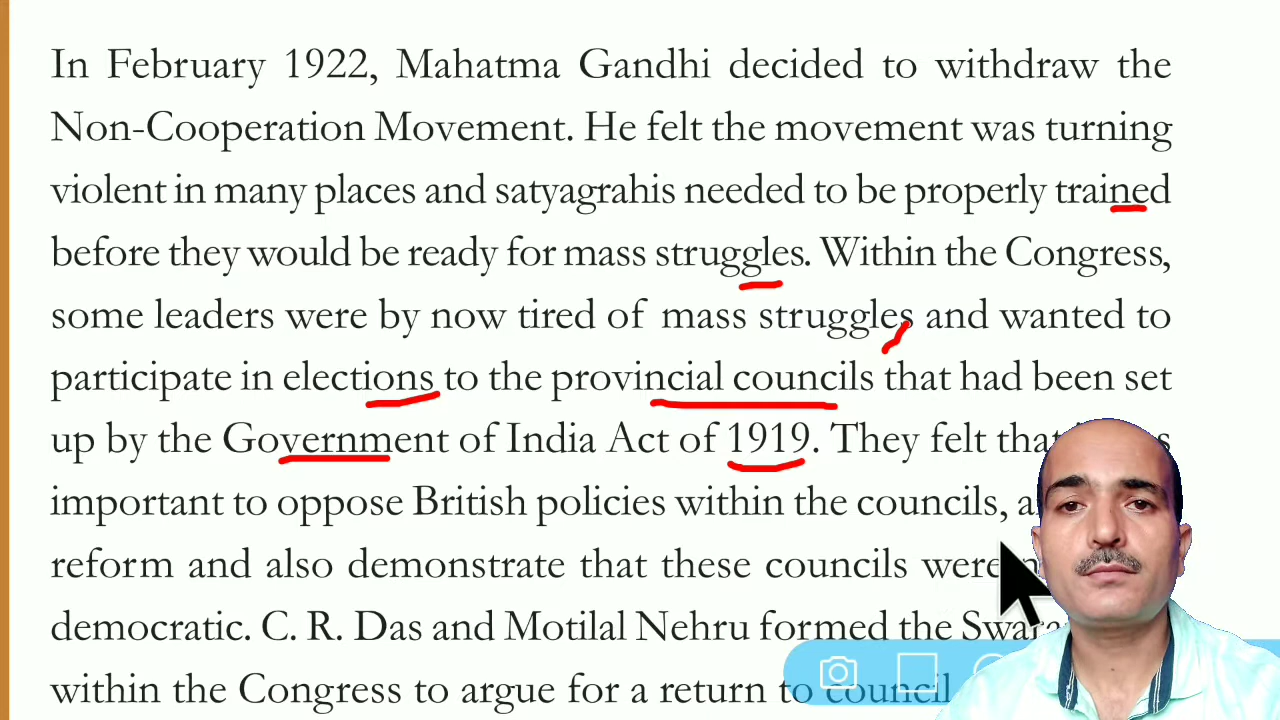 In February 1922, Mahatma Gandhi decided to withdraw the
Non-Cooperation Movement. He felt the movement was turning
violent in many places and satyagrahis needed to be properly trained
before they would be ready for mass struggles. Within the Congress,
some leaders were by now tired of mass struggles and wanted to
participate in elections to the provincial councils that had been set
up by the Government of India Act of 1919. They felt that
important to oppose British policies within the councils,
reform and also demonstrate that these councils were
democratic. C. R. Das and Motilal Nehru formed the
within the Congress to argue for a return to council